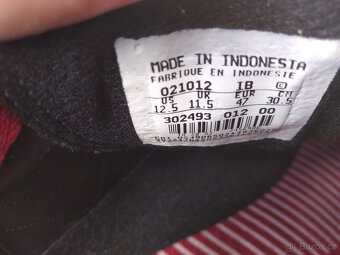 MADE IN INDONESIA
FABRIQUE EN INDONESIE
021012 IB ©
US UK EUR CM
12.5 11.5 47 30.5
302493 012 00